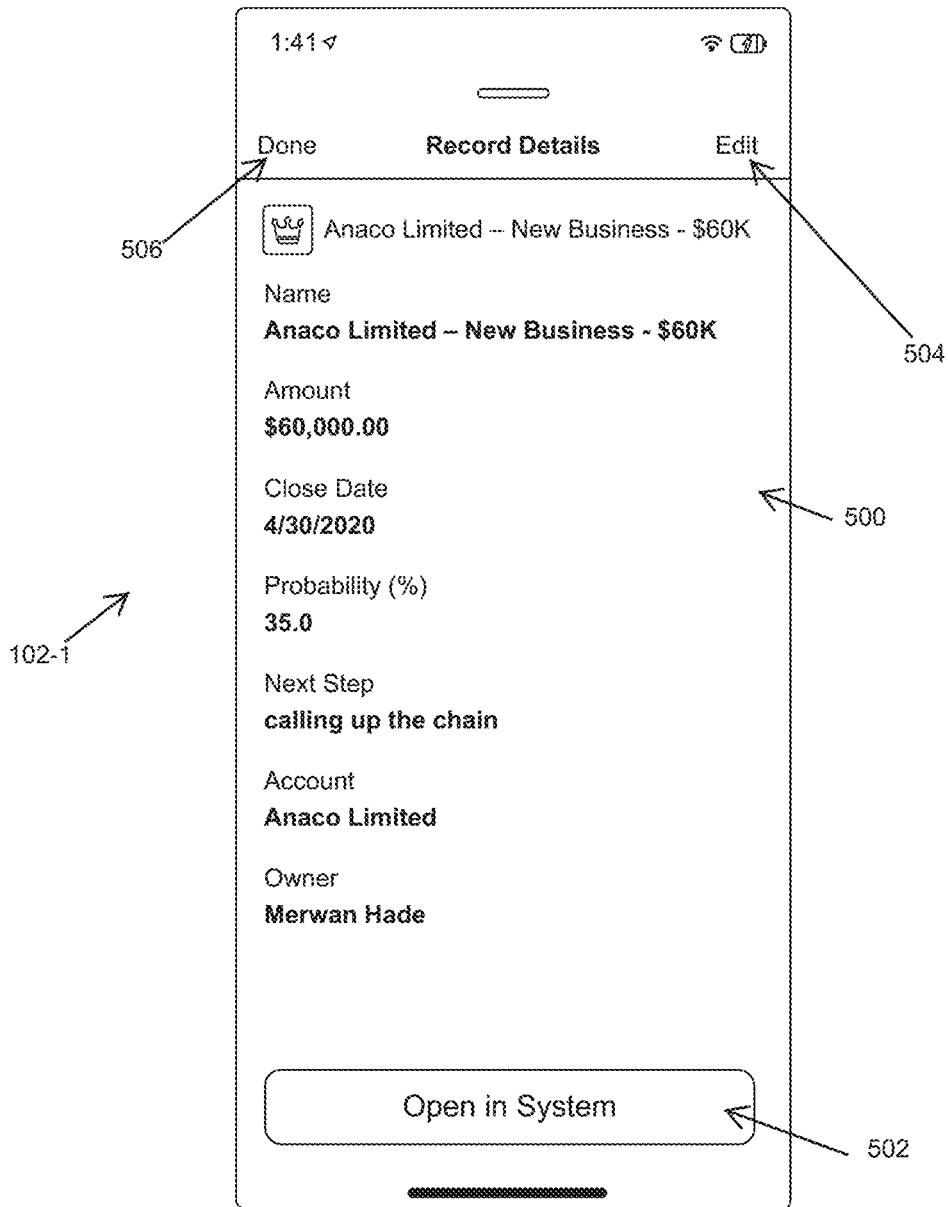 1:41
Done Record Details Edit
506
Anaco Limited – New Business - $60K
Name
Anaco Limited – New Business - $60K
504
Amount
$60,000.00
Close Date
500
4/30/2020
Probability (%)
35.0
102-1
Next Step
calling up the chain
Account
Anaco Limited
Owner
Merwan Hade
Open in System
502